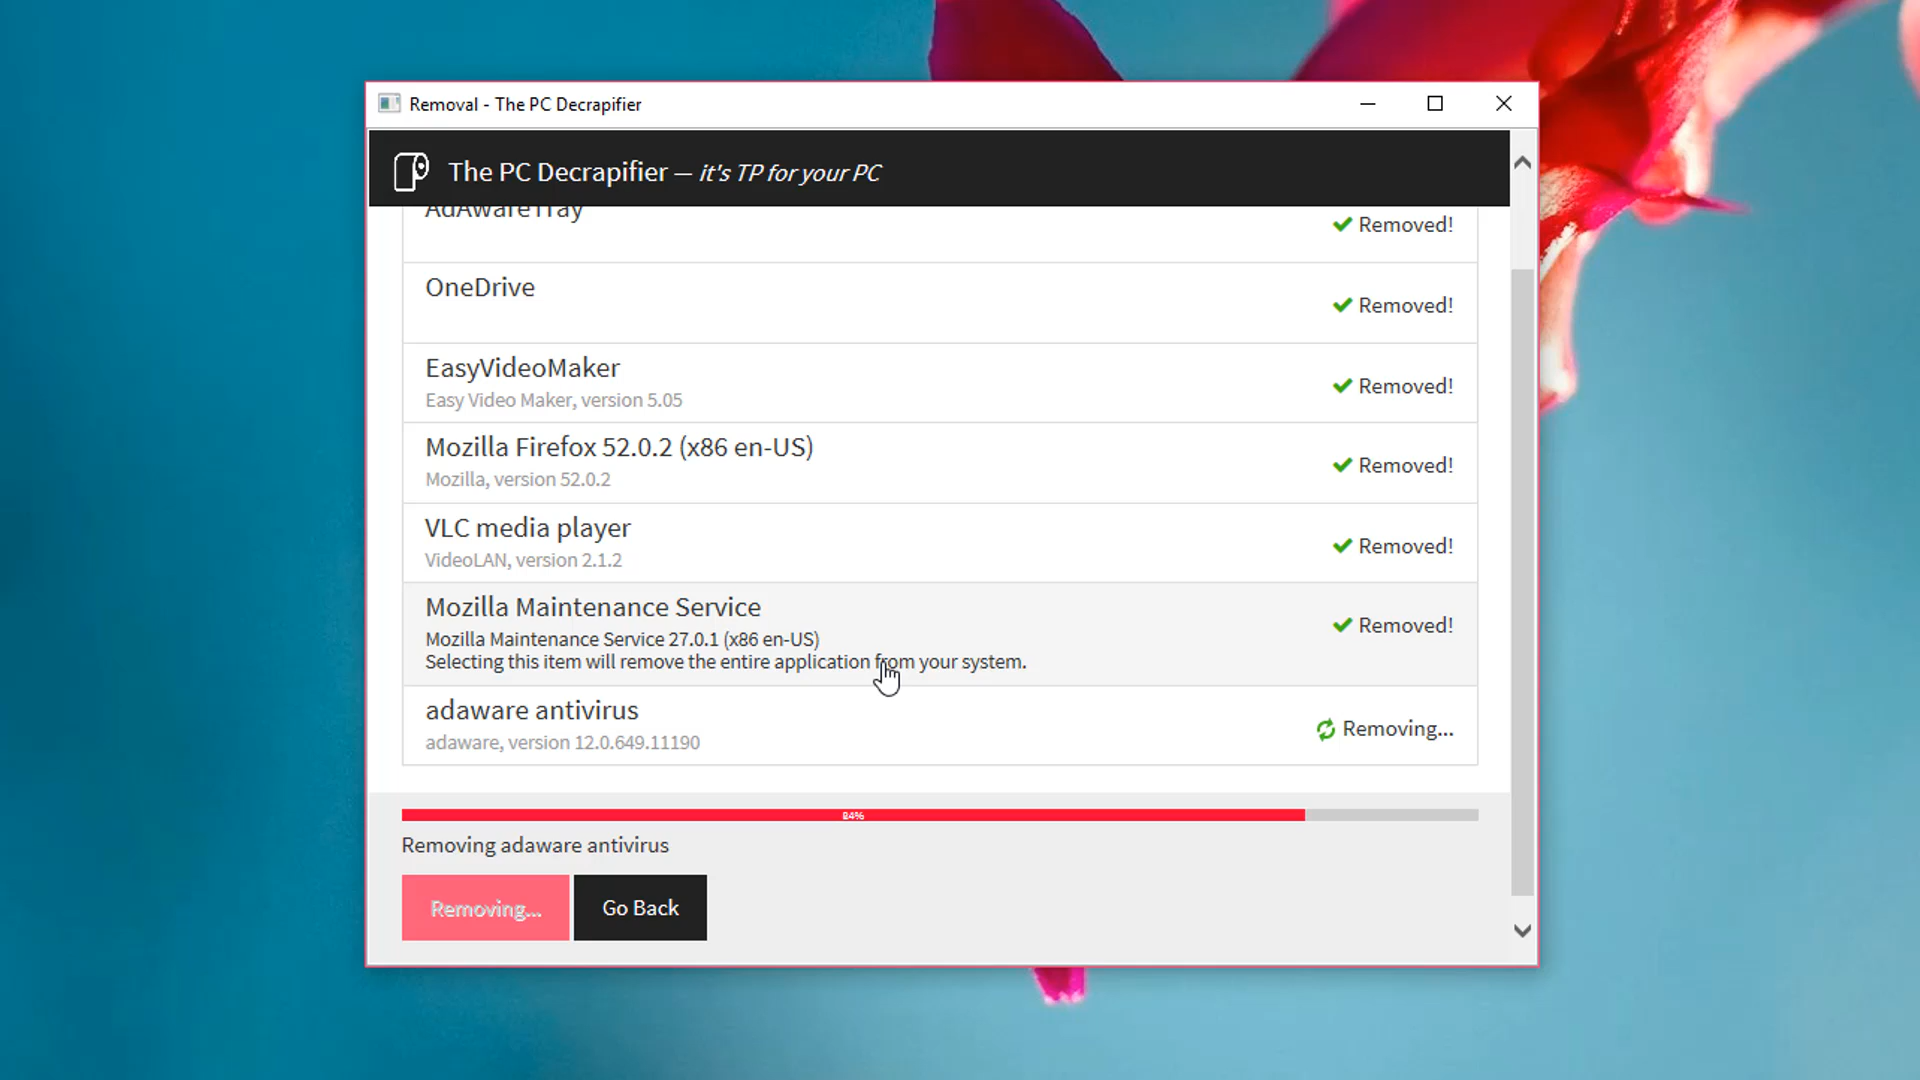 Removal - The PC Decrapifier
The PC Decrapifier — it's TP for your PC
AdAwareTray
Removed!
OneDrive
Removed!
EasyVideoMaker
Easy Video Maker, version 5.05
Removed!
Mozilla Firefox 52.0.2 (x86 en-US)
Mozilla, version 52.0.2
Removed!
VLC media player
VideoLAN, version 2.1.2
Removed!
Mozilla Maintenance Service
Mozilla Maintenance Service 27.0.1 (x86 en-US)
Selecting this item will remove the entire application from your system.
Removed!
adaware antivirus
adaware, version 12.0.649.11190
Removing...
84%
Removing adaware antivirus
Removing...
Go Back